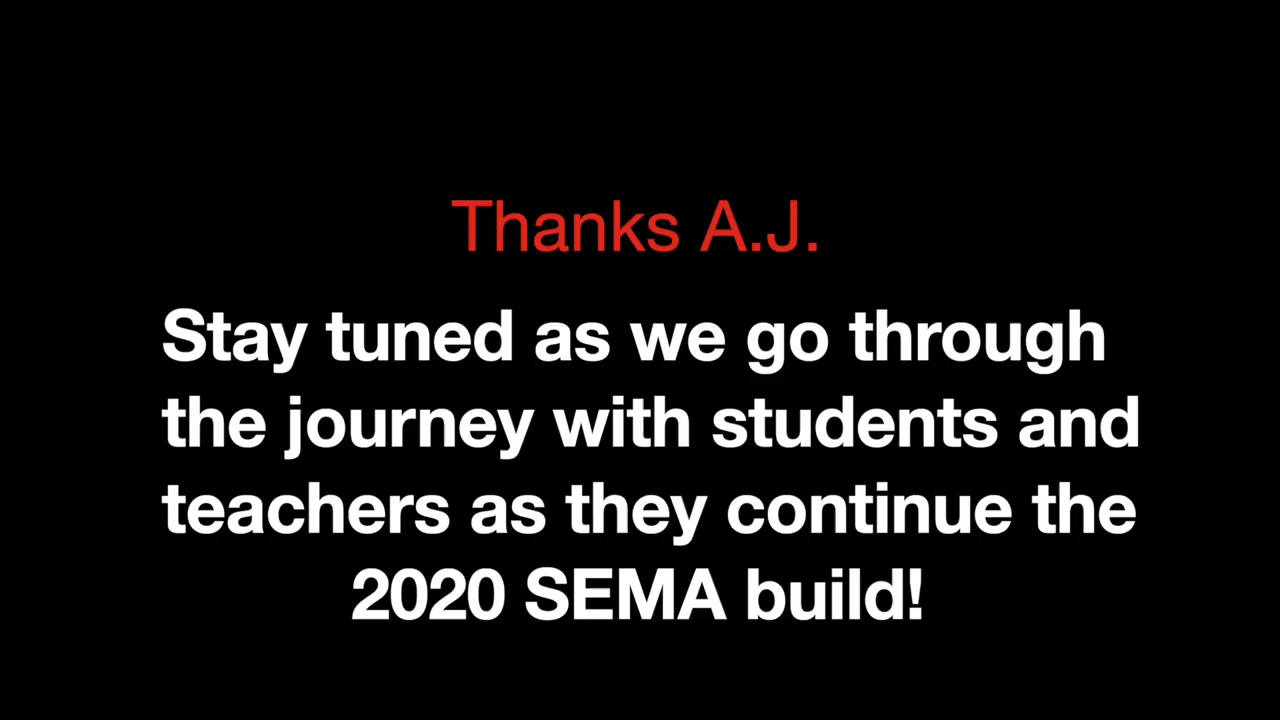 Thanks A.J.
Stay tuned as we go through
the journey with students and
teachers as they continue the
2020 SEMA build!